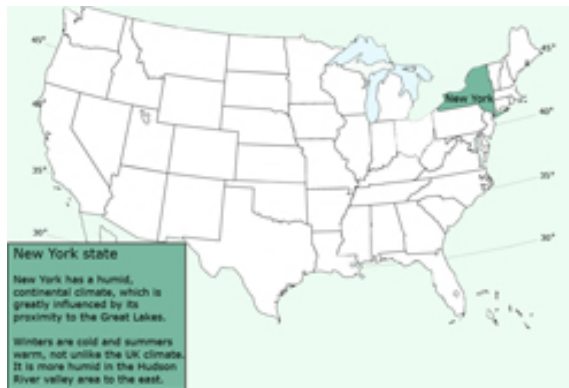 45°
45°
New York
40°
40°
35°
35°
30°
30°
New York state
New York has a humid,
continental climate, which is
greatly influenced by its
proximity to the Great Lakes.
Winters are cold and summers
warm, not unlike the UK climate.
It is more humid in the Hudson
River valley area to the east.